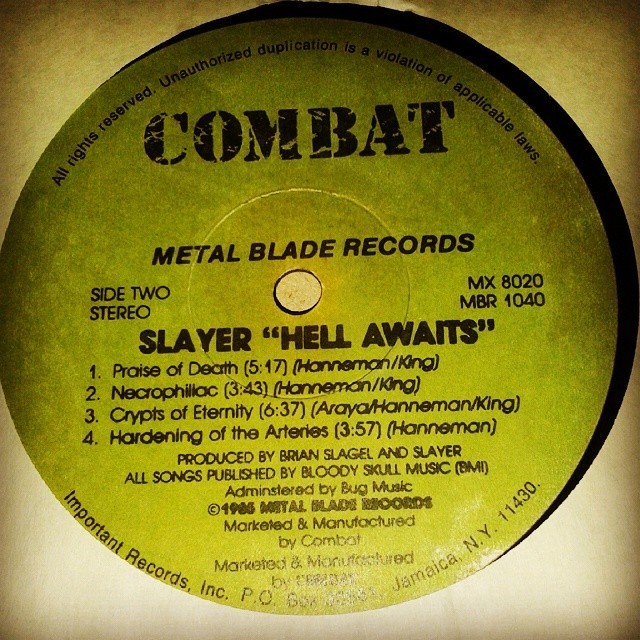 All rights reserved. Unauthorized duplication is a violation of applicable laws.
COMBAT
METAL BLADE RECORDS
SIDE TWO
STEREO
MX 8020
MBR 1040
SLAYER “HELL AWAITS”
1. Praise of Death (5:17) (Hanneman/King)
2. Necrophiliac (3:43) (Hanneman/King)
3. Crypts of Eternity (6:37) (Araya/Hanneman/King)
4. Hardening of the Arteries (3:57) (Hanneman)
PRODUCED BY BRIAN SLAGEL AND SLAYER
ALL SONGS PUBLISHED BY BLOODY SKULL MUSIC (BMI)
Adminstered by Bug Music
©1985 METAL BLADE RECORDS
Marketed & Manufactured
by Combat
Marketed & Manufactured
by COMBAT
Important Records, Inc. P.O. Box Jamaica, N.Y. 11430.